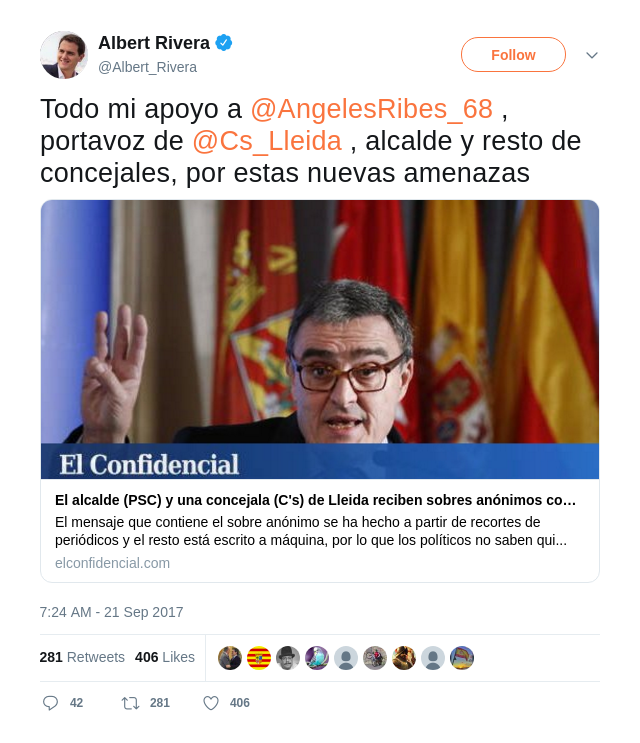 Albert Rivera
@Albert_Rivera
Follow
Todo mi apoyo a @AngelesRibes_68 ,
portavoz de @Cs_Lleida , alcalde y resto de
concejales, por estas nuevas amenazas
El Confidencial
El alcalde (PSC) y una concejala (C's) de Lleida reciben sobres anónimos co…
El mensaje que contiene el sobre anónimo se ha hecho a partir de recortes de
periódicos y el resto está escrito a máquina, por lo que los políticos no saben qui...
elconfidencial.com
7:24 AM - 21 Sep 2017
281 Retweets 406 Likes
42 281 406